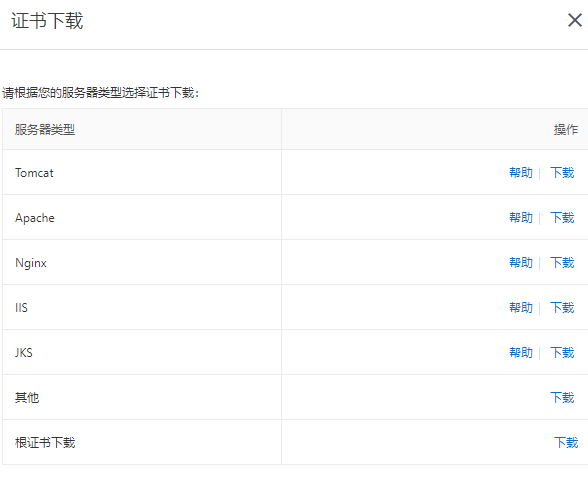 证书下载
请根据您的服务器类型选择证书下载：
服务器类型 操作
Tomcat 帮助 下载
Apache 帮助 下载
Nginx 帮助 下载
IIS 帮助 下载
JKS 帮助 下载
其他 下载
根证书下载 下载